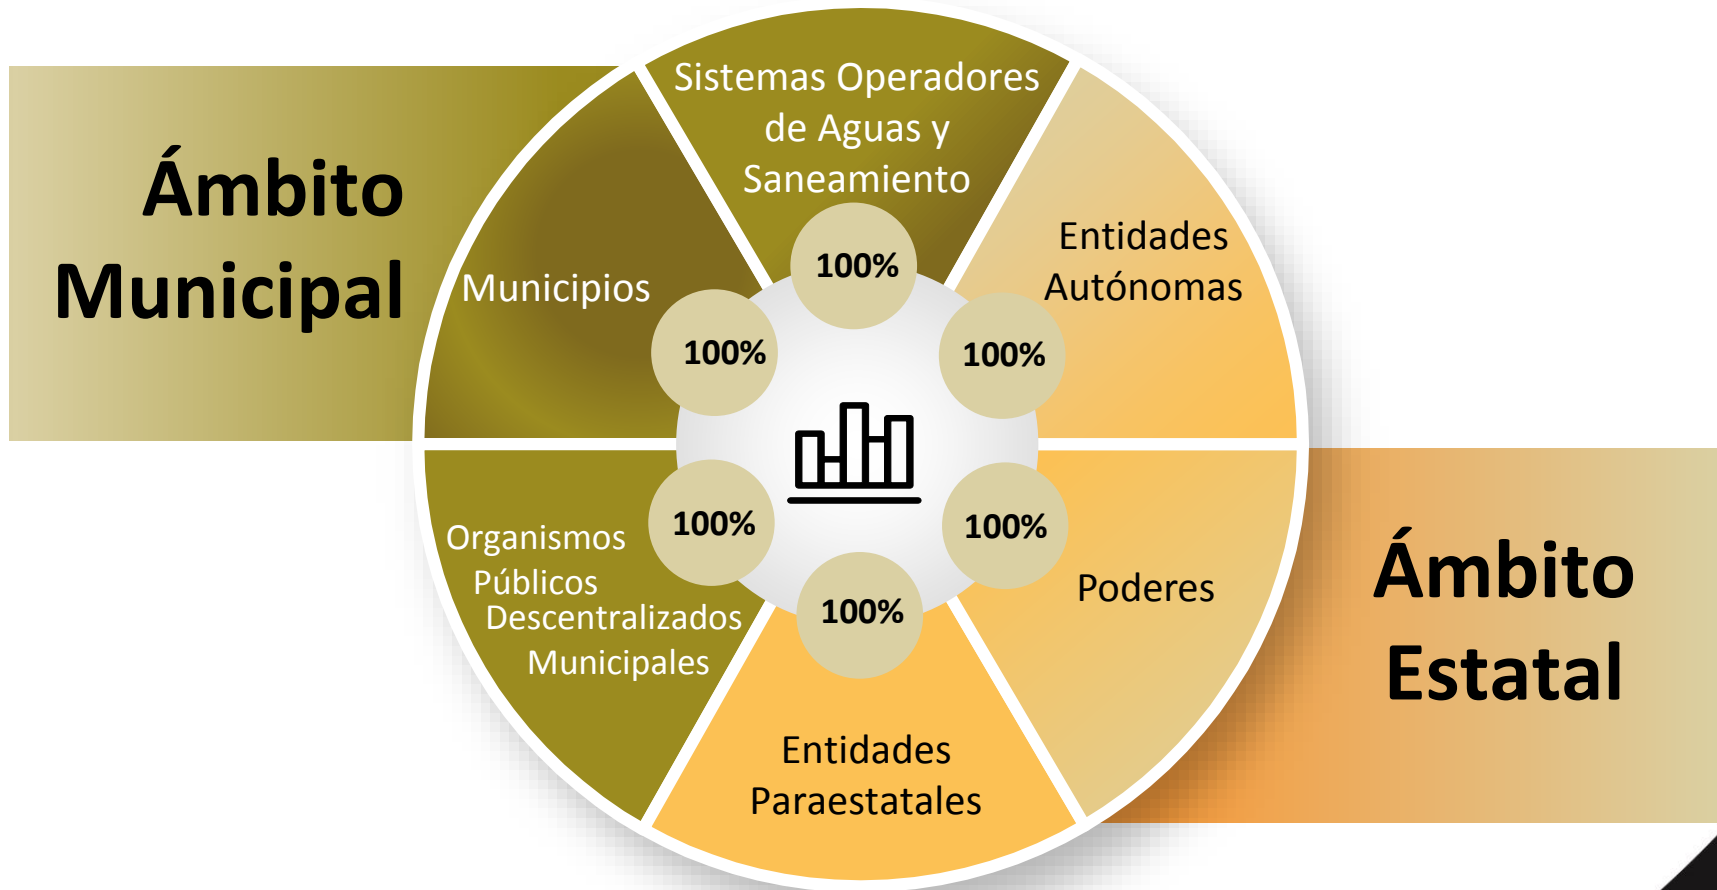 Ámbito
Municipal
Sistemas Operadores
de Aguas y
Saneamiento
100%
Municipios
100%
Entidades
Autónomas
100%
Organismos
Públicos
Descentralizados
Municipales
100%
Entidades
Paraestatales
100%
Poderes
100%
Ámbito
Estatal